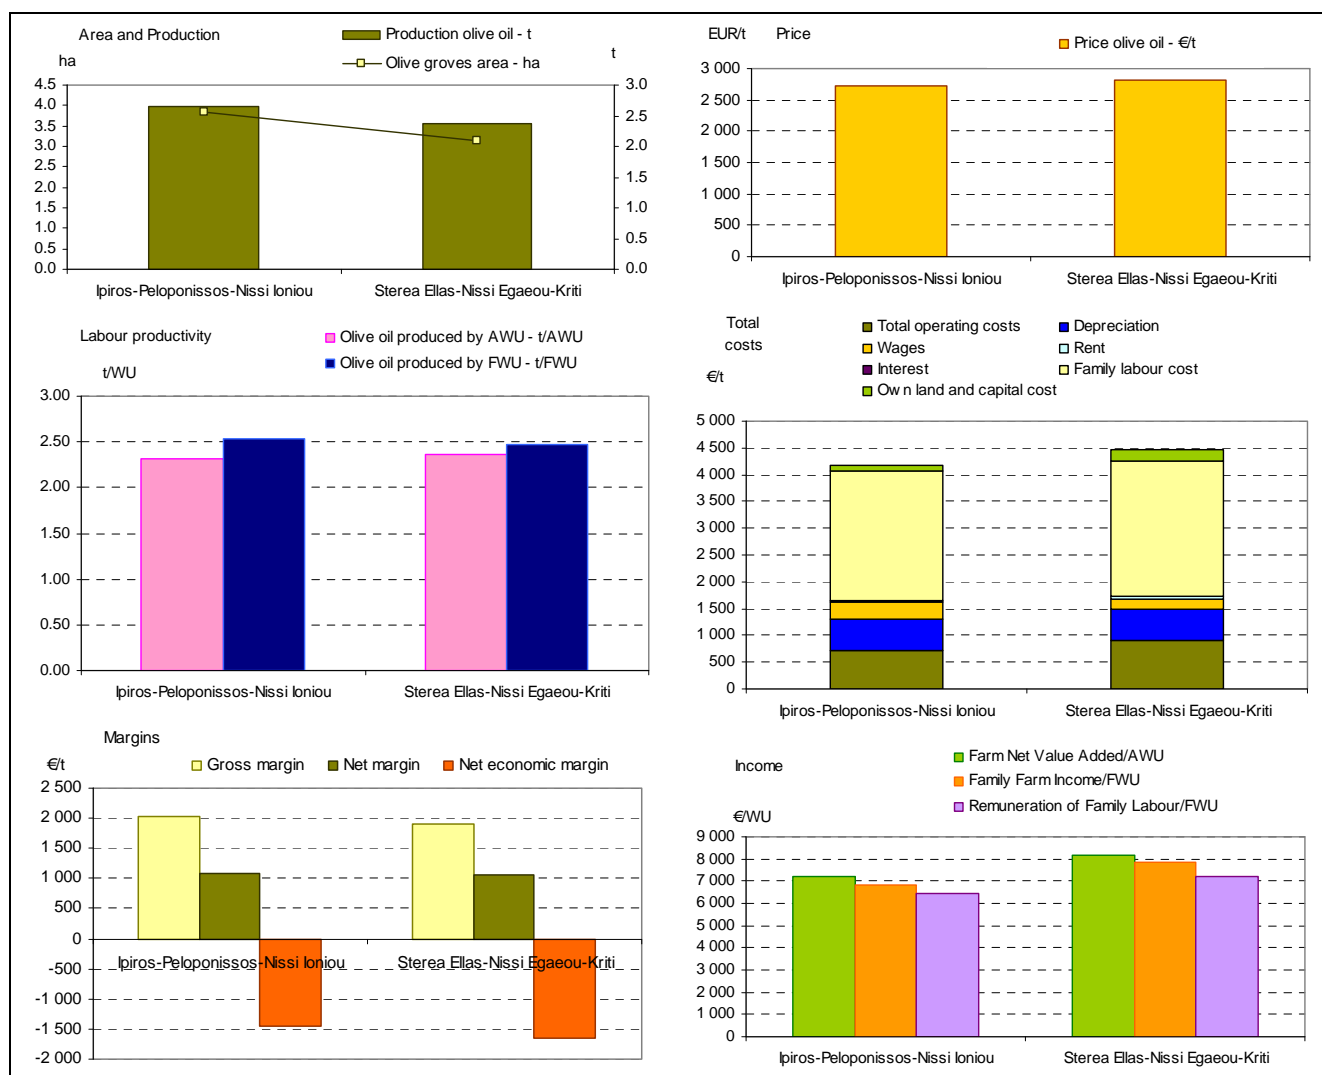 Area and Production
Production olive oil - t
ha
t
Olive groves area - ha
4.5
4.0
3.5
3.0
2.5
2.0
1.5
1.0
0.5
0.0
3.0
2.5
2.0
1.5
1.0
0.5
0.0
Ipiros-Peloponissos-Nissi Ioniou
Sterea Ellas-Nissi Egaeou-Kriti
EUR/t
Price
Price olive oil - €/t
3 000
2 500
2 000
1 500
1 000
500
0
Ipiros-Peloponissos-Nissi Ioniou
Sterea Ellas-Nissi Egaeou-Kriti
Labour productivity
Olive oil produced by AWU - t/AWU
Olive oil produced by FWU - t/FWU
t/WU
3.00
2.50
2.00
1.50
1.00
0.50
0.00
Ipiros-Peloponissos-Nissi Ioniou
Sterea Ellas-Nissi Egaeou-Kriti
Total
costs
Total operating costs
Depreciation
Wages
Rent
Interest
Family labour cost
Own land and capital cost
€/t
5 000
4 500
4 000
3 500
3 000
2 500
2 000
1 500
1 000
500
0
Ipiros-Peloponissos-Nissi Ioniou
Sterea Ellas-Nissi Egaeou-Kriti
Margins
€/t
Gross margin
Net margin
Net economic margin
2 500
2 000
1 500
1 000
500
0
-500
-1 000
-1 500
-2 000
Ipiros-Peloponissos-Nissi Ioniou
Sterea Ellas-Nissi Egaeou-Kriti
Income
Farm Net Value Added/AWU
Family Farm Income/FWU
Remuneration of Family Labour/FWU
€/WU
9 000
8 000
7 000
6 000
5 000
4 000
3 000
2 000
1 000
0
Ipiros-Peloponissos-Nissi Ioniou
Sterea Ellas-Nissi Egaeou-Kriti